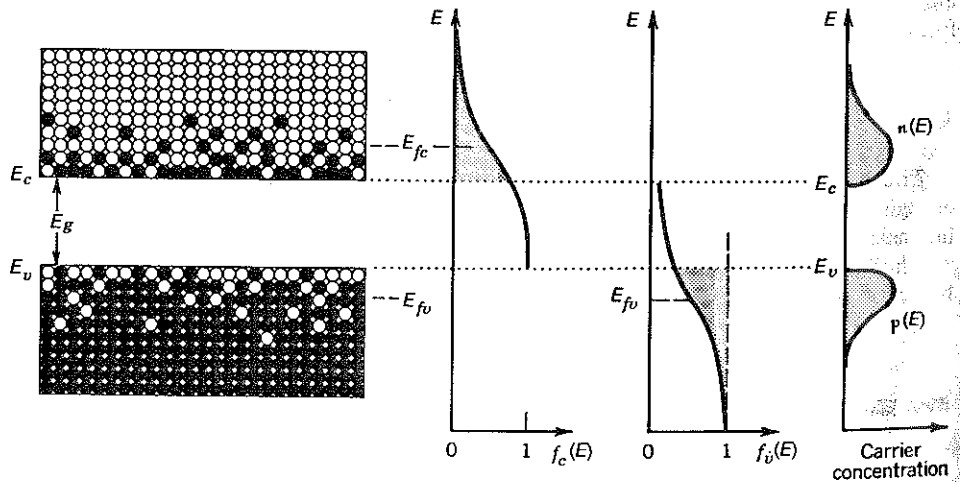 E
E
E
E_fc
n(E)
E_c
E_c
E_g
E_v
E_v
E_fv
E_fv
p(E)
0
1
f_c(E)
0
1
f_v(E)
Carrier
concentration